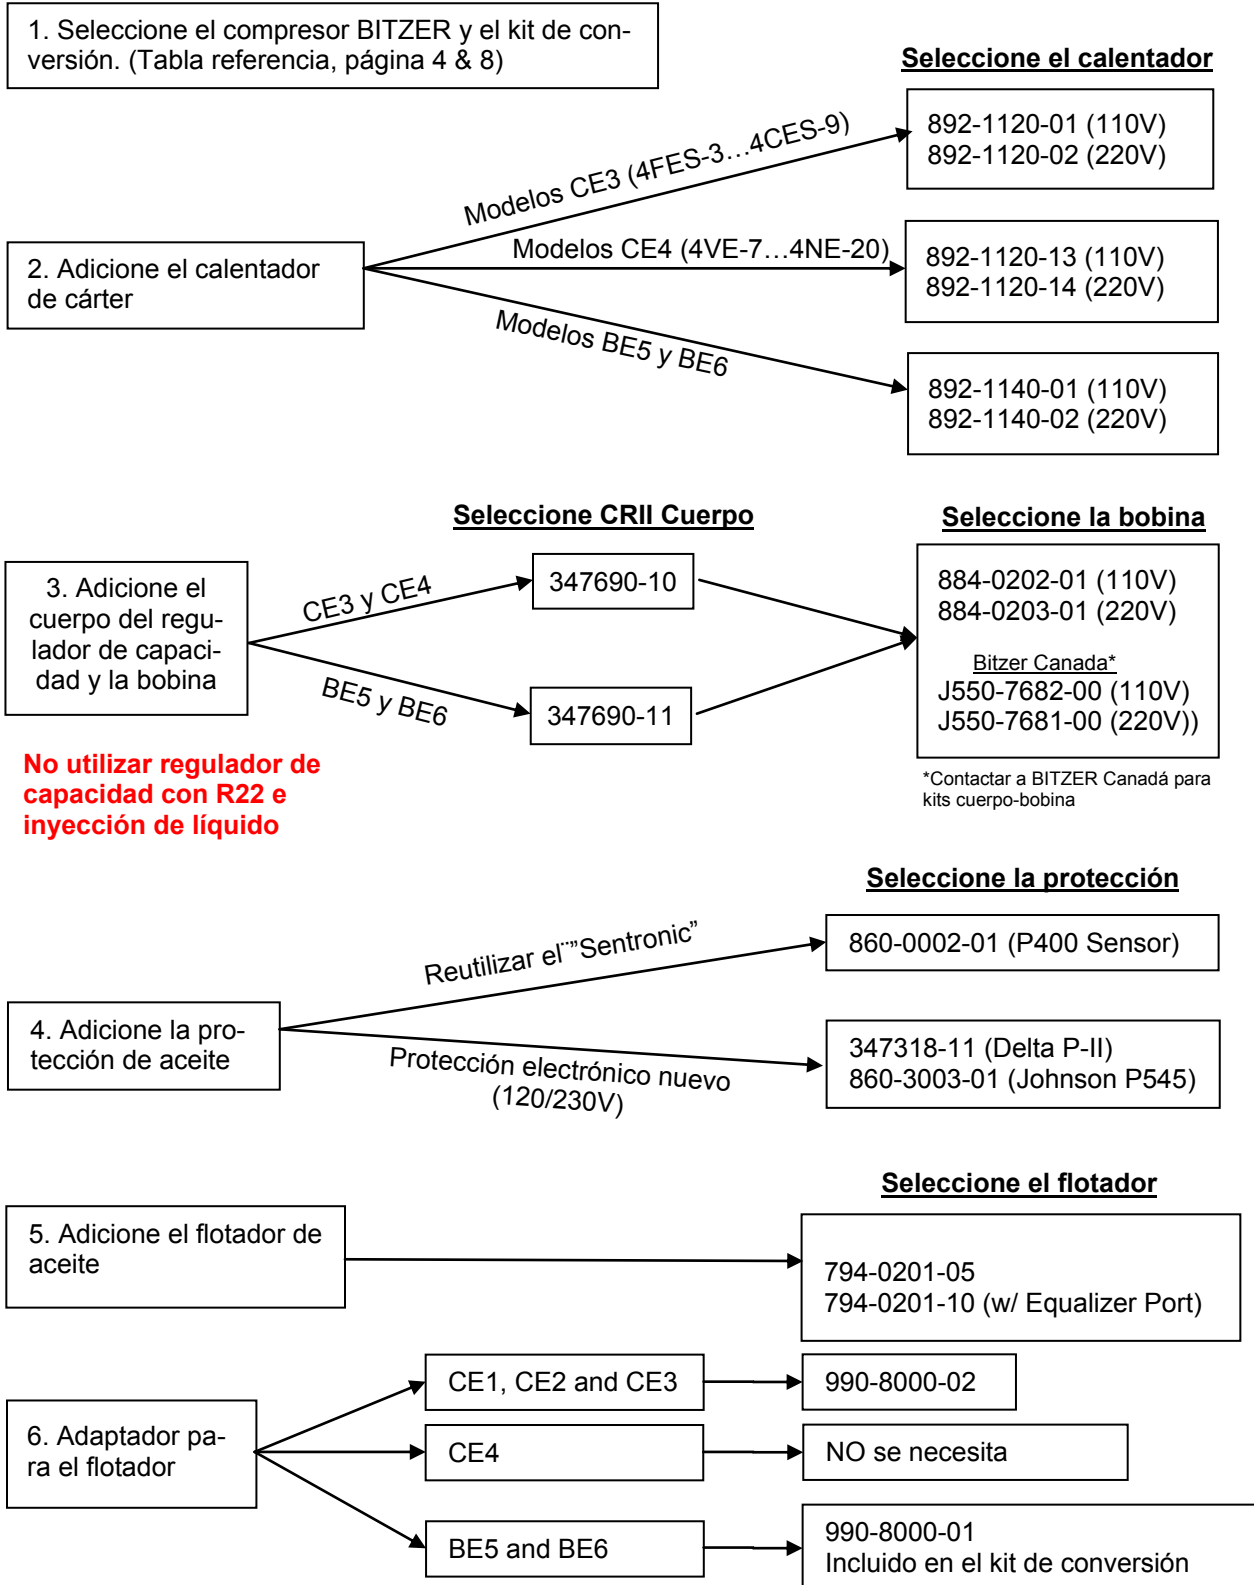 1. Seleccione el compresor BITZER y el kit de con-
versión. (Tabla referencia, página 4 & 8)
Seleccione el calentador
Modelos CE3 (4FES-3…4CES-9)
892-1120-01 (110V)
892-1120-02 (220V)
2. Adicione el calentador
de cárter
Modelos CE4 (4VE-7…4NE-20)
892-1120-13 (110V)
892-1120-14 (220V)
Modelos BE5 y BE6
892-1140-01 (110V)
892-1140-02 (220V)
Seleccione CRII Cuerpo
Seleccione la bobina
3. Adicione el
cuerpo del regu-
lador de capaci-
dad y la bobina
CE3 y CE4
347690-10
BE5 y BE6
347690-11
884-0202-01 (110V)
884-0203-01 (220V)
Bitzer Canada*
J550-7682-00 (110V)
J550-7681-00 (220V))
No utilizar regulador de
capacidad con R22 e
inyección de líquido
*Contactar a BITZER Canadá para
kits cuerpo-bobina
Seleccione la protección
4. Adicione la pro-
tección de aceite
Reutilizar el¨”Sentronic”
860-0002-01 (P400 Sensor)
Protección electrónico nuevo
(120/230V)
347318-11 (Delta P-II)
860-3003-01 (Johnson P545)
Seleccione el flotador
5. Adicione el flotador de
aceite
794-0201-05
794-0201-10 (w/ Equalizer Port)
6. Adaptador pa-
ra el flotador
CE1, CE2 and CE3
990-8000-02
CE4
NO se necesita
BE5 and BE6
990-8000-01
Incluido en el kit de conversión